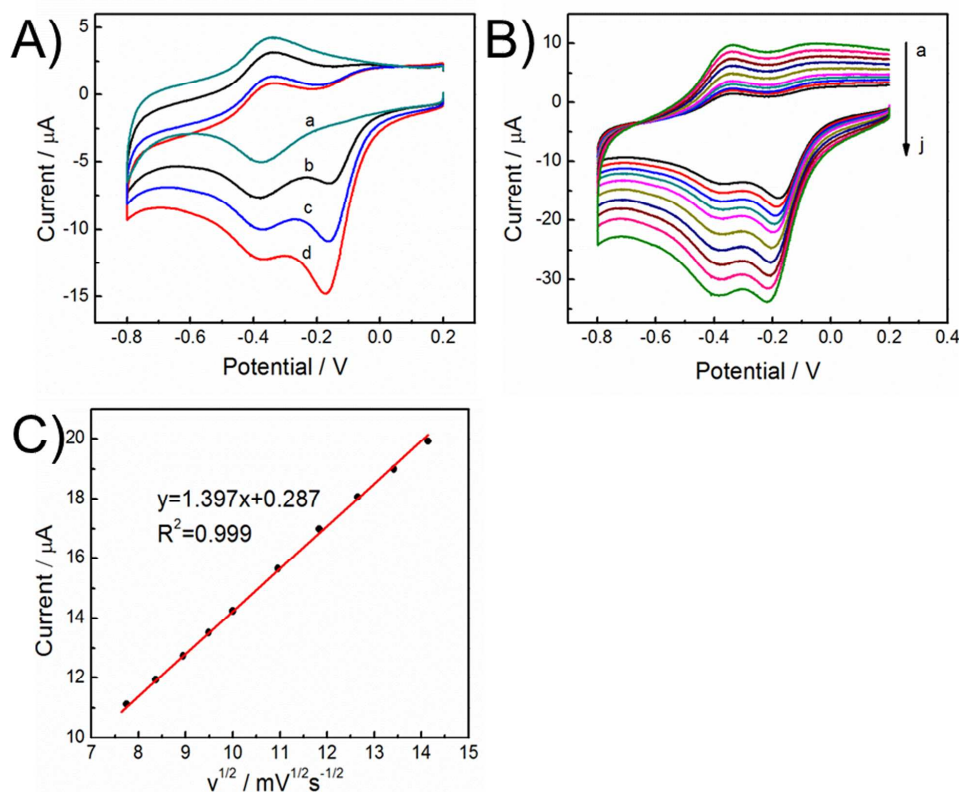 A)
5
0
-5
-10
-15
Current / μA
a
b
c
d
-0.8 -0.6 -0.4 -0.2 0.0 0.2
Potential / V
B)
10
0
-10
-20
-30
Current / μA
a
j
-0.8 -0.6 -0.4 -0.2 0.0 0.2 0.4
Potential / V
C)
20
18
16
14
12
10
Current / μA
y=1.397x+0.287
R²=0.999
7 8 9 10 11 12 13 14 15
v^1/2 / mV^1/2s^-1/2